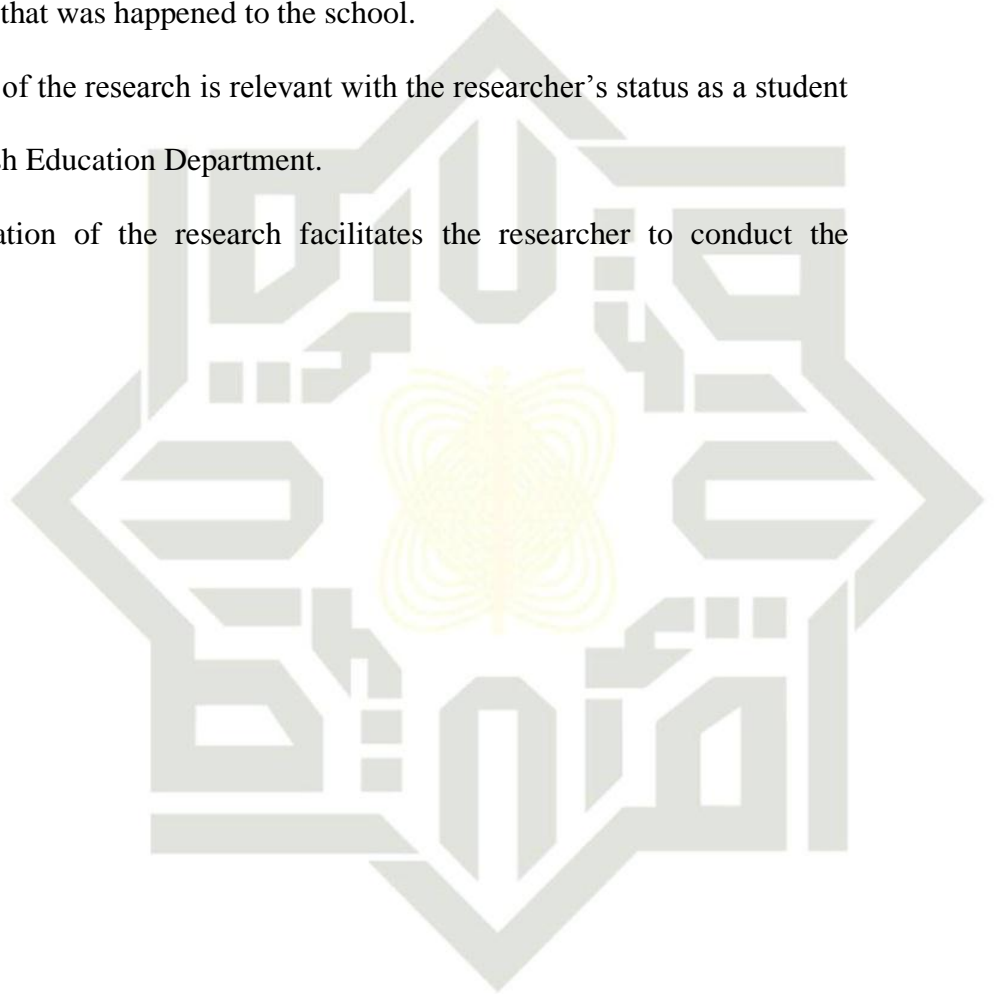 that was happened to the school.
of the research is relevant with the researcher's status as a student
Education Department.
of the research facilitates the researcher to conduct the